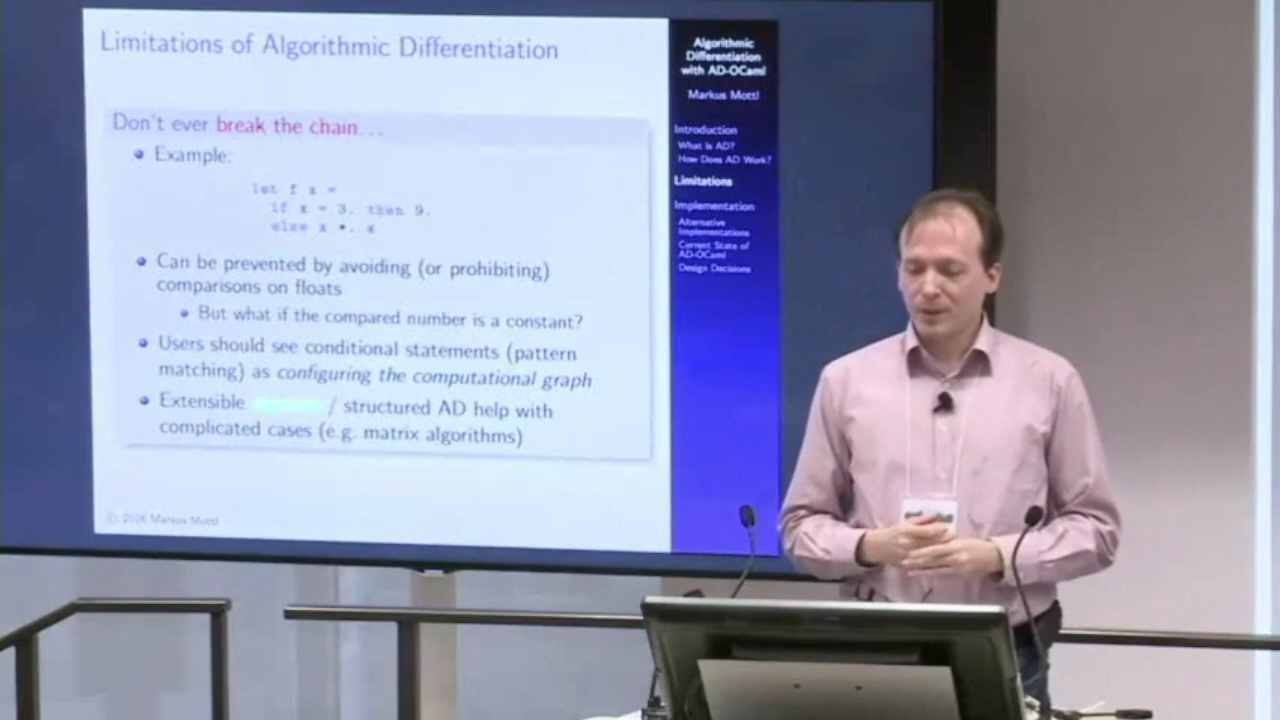 Limitations of Algorithmic Differentiation
Don't ever break the chain...
Example:
let f x =
if x = 3. then 9.
else x *. x
Can be prevented by avoiding (or prohibiting)
comparisons on floats
But what if the compared number is a constant?
Users should see conditional statements (pattern
matching) as configuring the computational graph
Extensible / structured AD help with
complicated cases (e.g. matrix algorithms)
© 2016 Markus Mottl
Algorithmic
Differentiation
with AD-OCaml
Markus Mottl
Introduction
What is AD?
How Does AD Work?
Limitations
Implementation
Alternative
Implementations
Current State of
AD-OCaml
Design Decisions